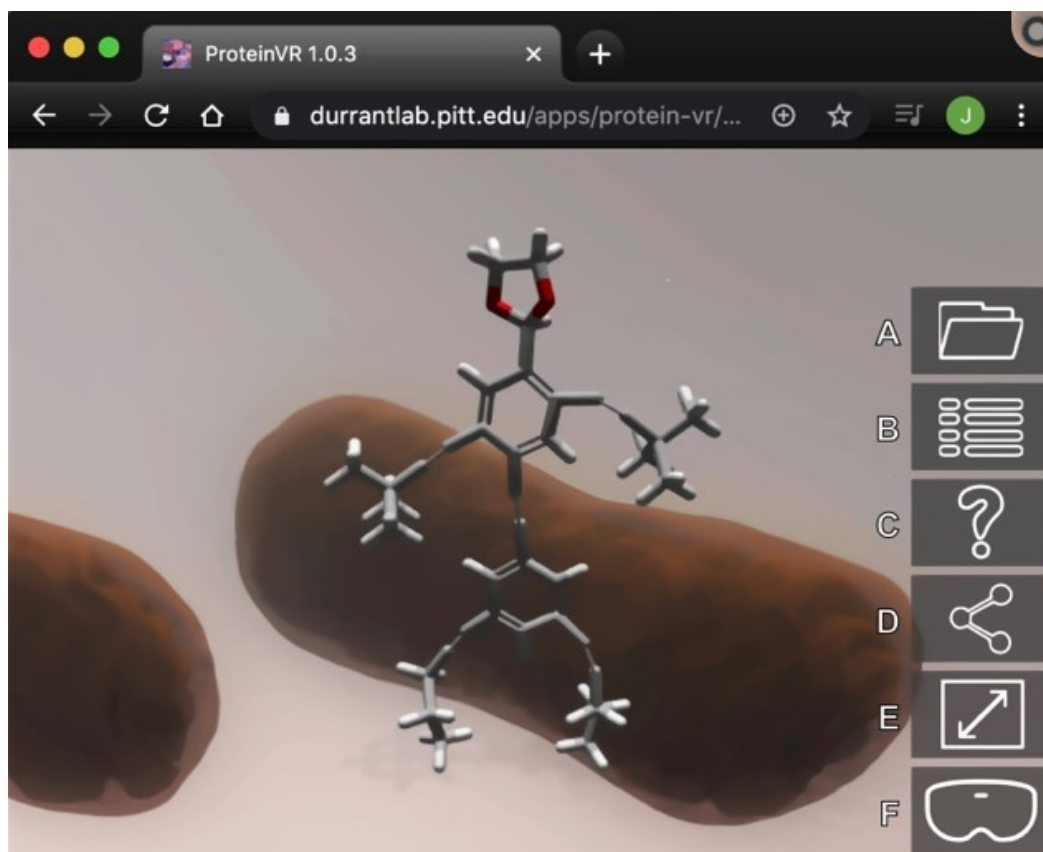 ProteinVR 1.0.3
durrantlab.pitt.edu/apps/protein-vr/...
J
A
B
C
D
E
F